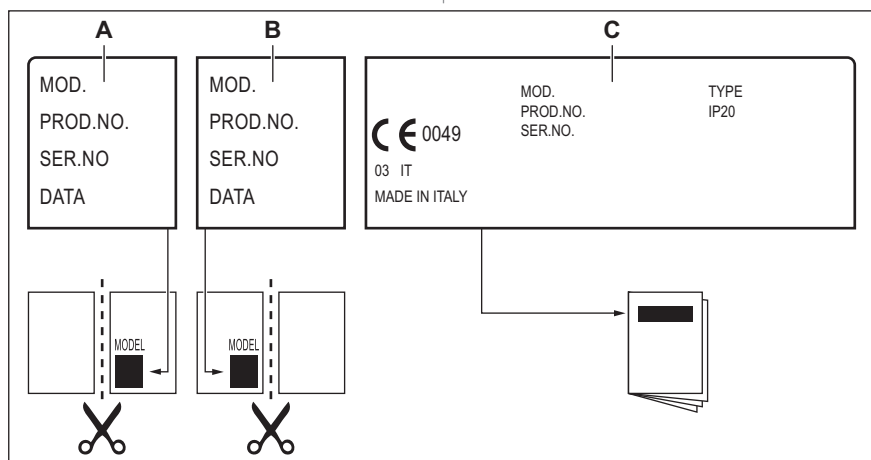 A
B
C
MOD.
PROD.NO.
SER.NO
DATA
MOD.
PROD.NO.
SER.NO
DATA
MOD.
PROD.NO.
SER.NO.
TYPE
IP20
CE 0049
03 IT
MADE IN ITALY
MODEL
MODEL